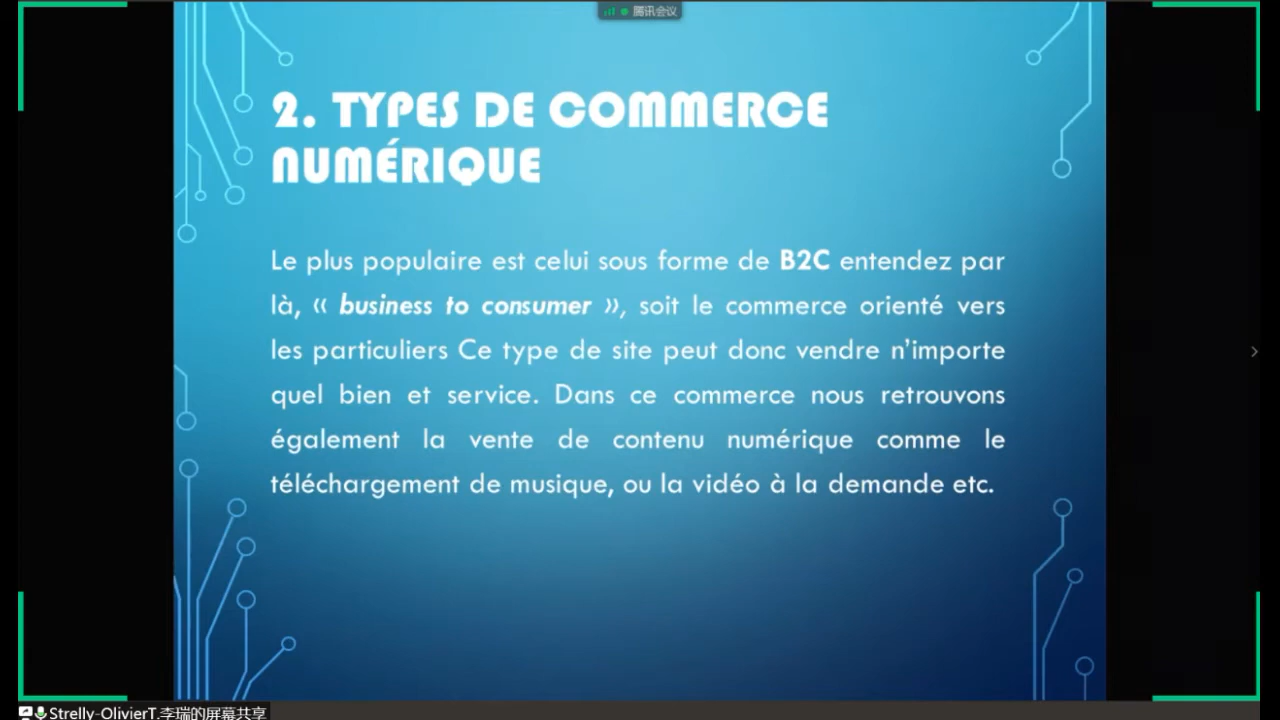 腾讯会议
2. TYPES DE COMMERCE
NUMÉRIQUE
Le plus populaire est celui sous forme de B2C entendez par
là, « business to consumer », soit le commerce orienté vers
les particuliers Ce type de site peut donc vendre n’importe
quel bien et service. Dans ce commerce nous retrouvons
également la vente de contenu numérique comme le
téléchargement de musique, ou la vidéo à la demande etc.
Strelly-OlivierT.李瑞的屏幕共享